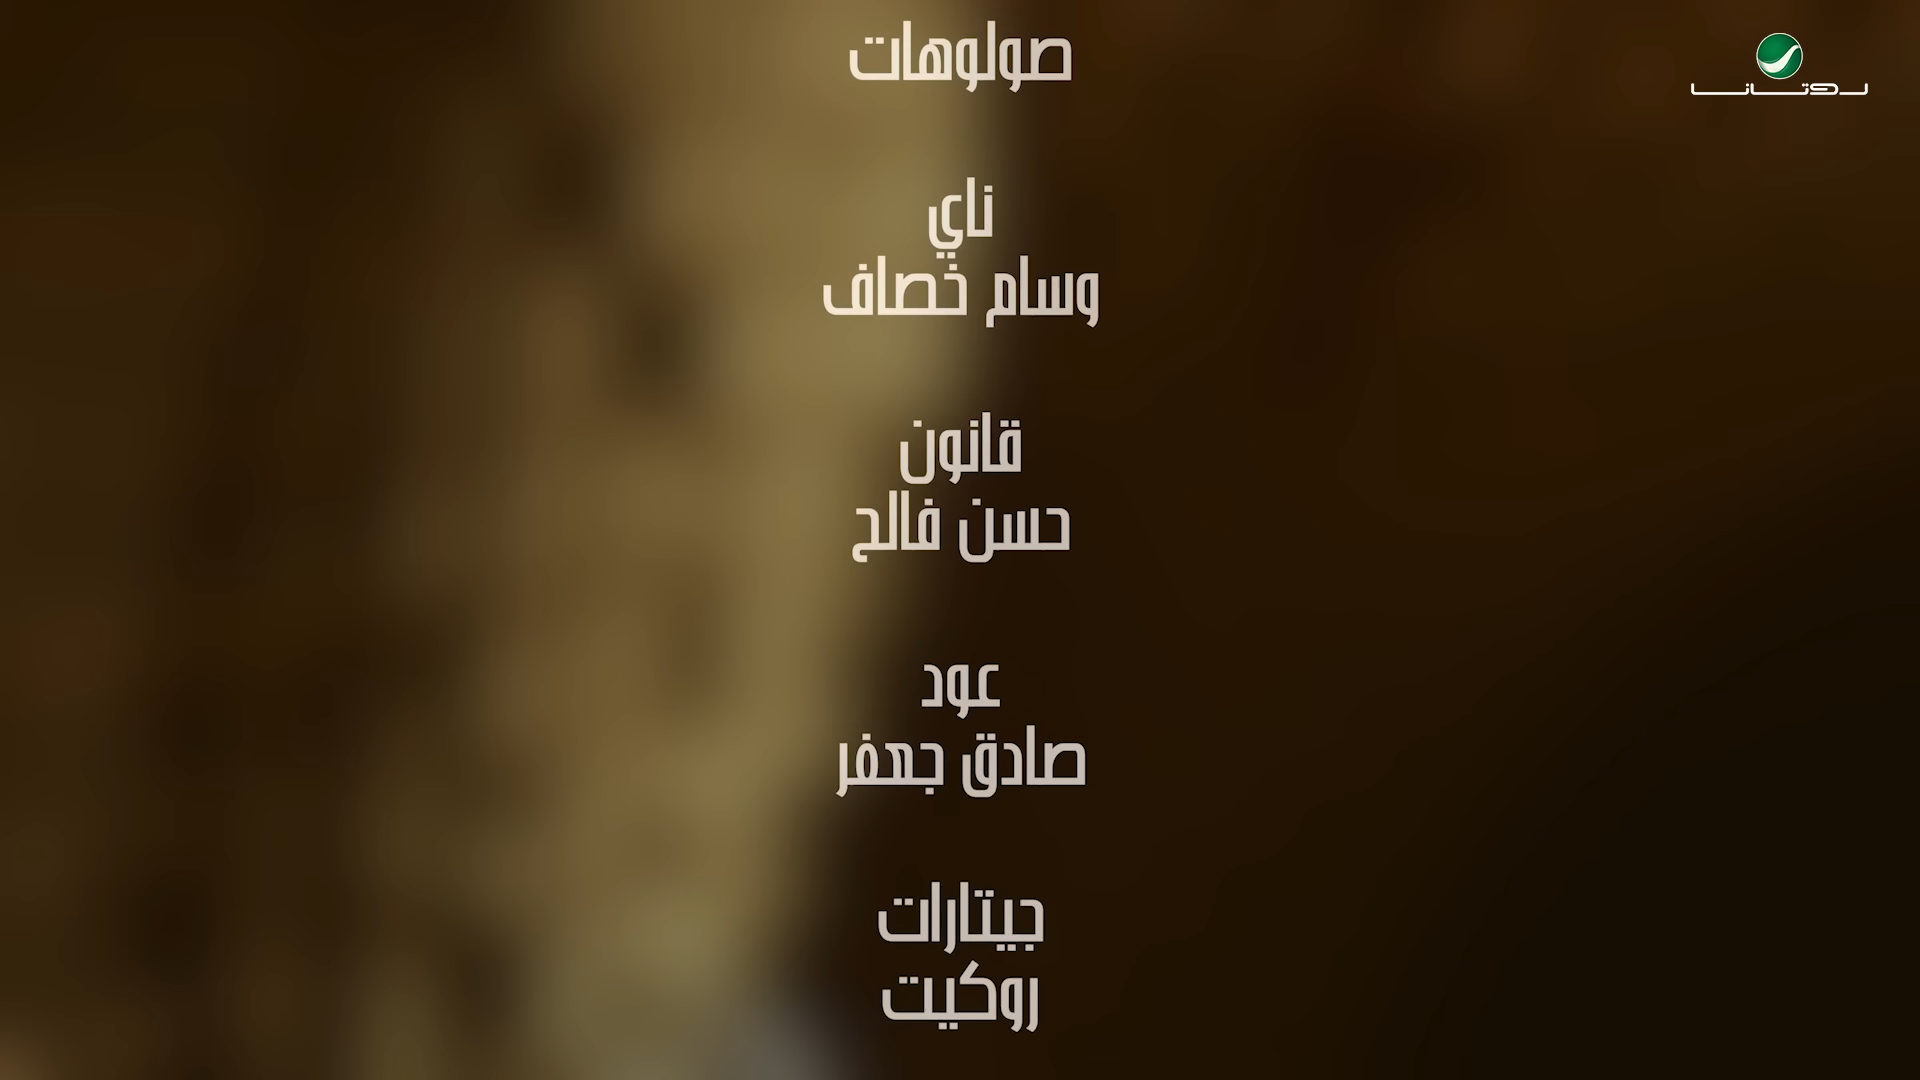 صولوهات
روتانا
ناي
وسام خصاف
قانون
حسن فالح
عود
صادق جعفر
جيتارات
روكيت